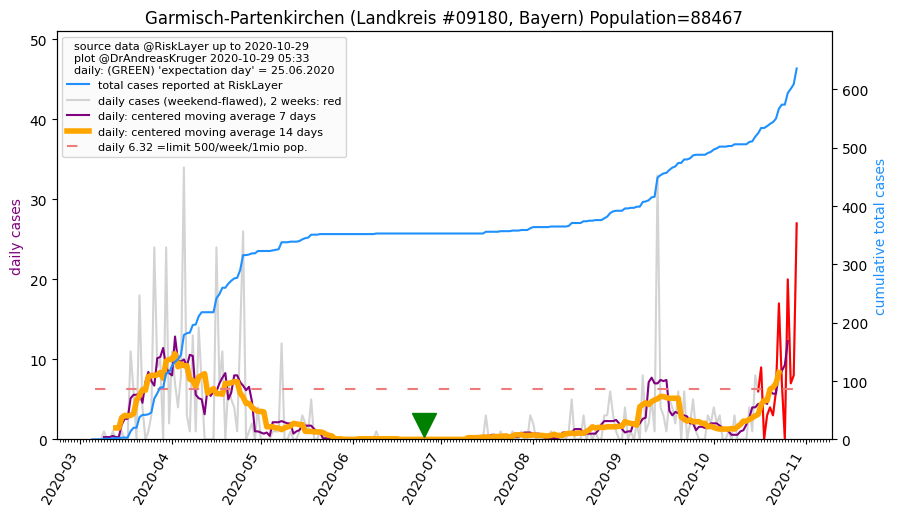 Garmisch-Partenkirchen (Landkreis #09180, Bayern) Population=88467
source data @RiskLayer up to 2020-10-29
plot @DrAndreasKruger 2020-10-29 05:33
daily: (GREEN) 'expectation day' = 25.06.2020
total cases reported at RiskLayer
daily cases (weekend-flawed), 2 weeks: red
daily: centered moving average 7 days
daily: centered moving average 14 days
daily 6.32 =limit 500/week/1mio pop.
daily cases
50
40
30
20
10
0
cumulative total cases
600
500
400
300
200
100
0
2020-03
2020-04
2020-05
2020-06
2020-07
2020-08
2020-09
2020-10
2020-11